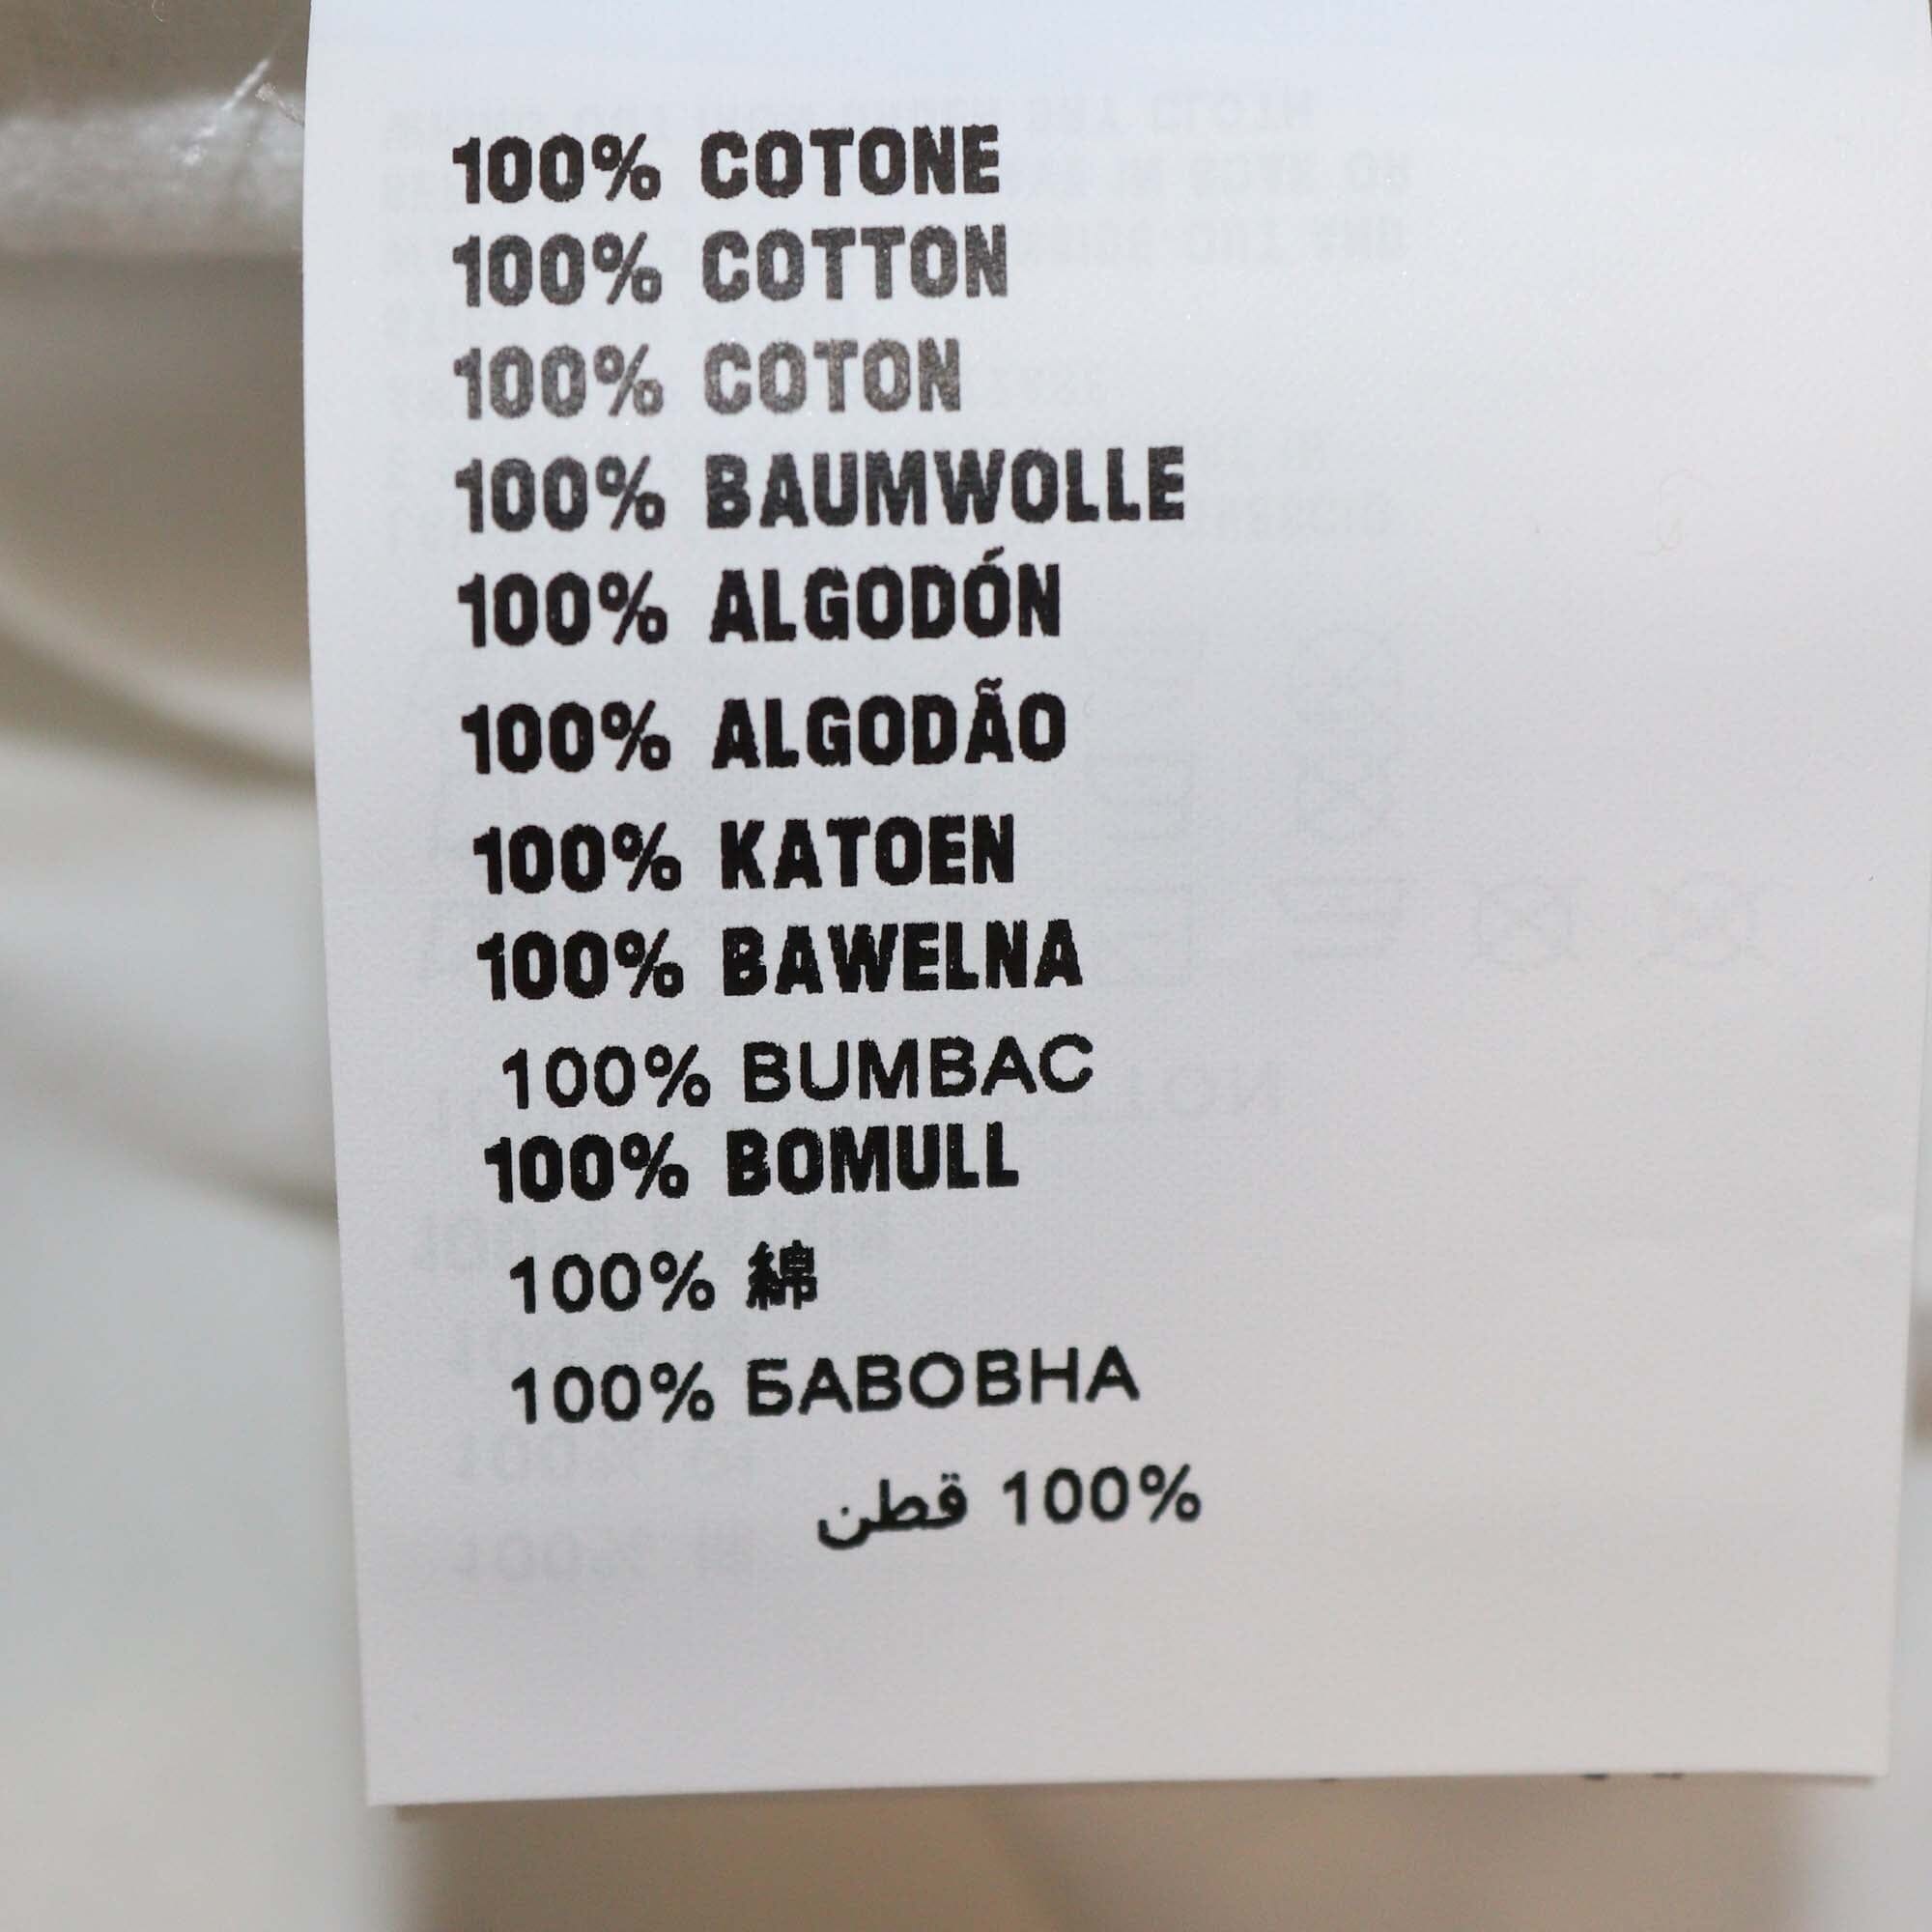 100% COTONE
100% COTTON
100% COTON
100% BAUMWOLLE
100% ALGODÓN
100% ALGODÃO
100% KATOEN
100% BAWELNA
100% BUMBAC
100% BOMULL
100% 綿
100% БАВОВНА
100% قطن